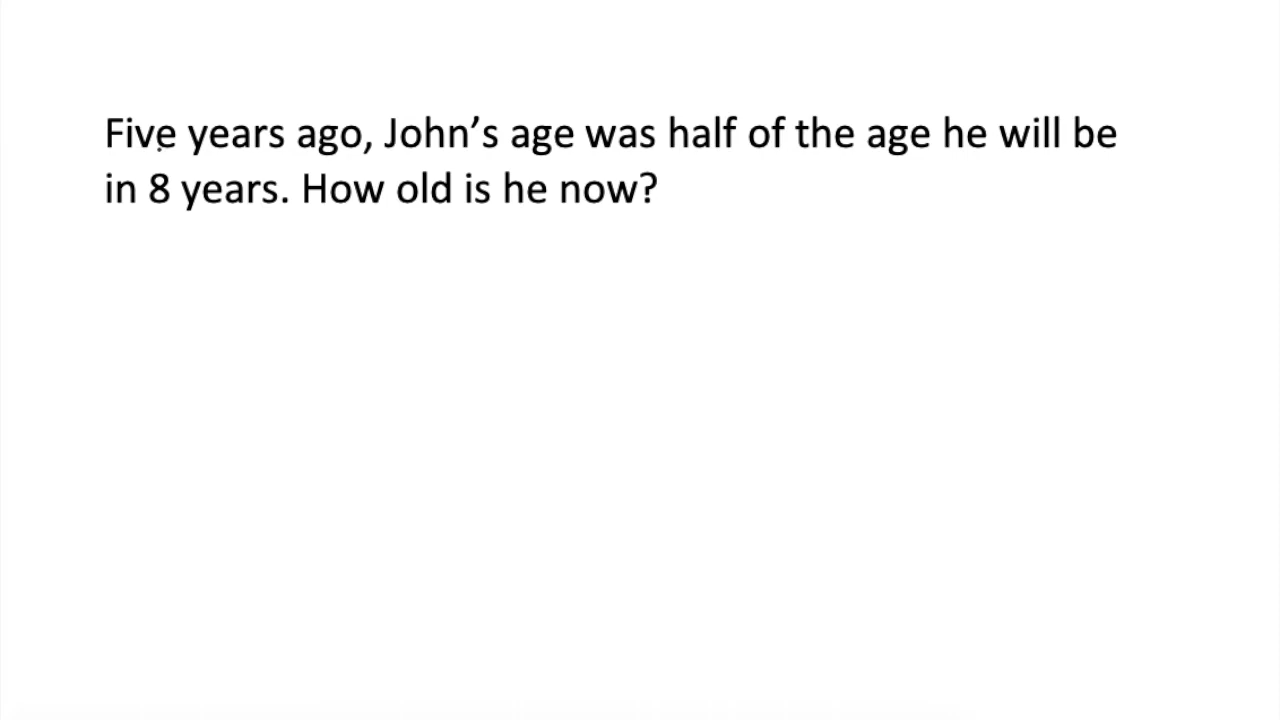 Five years ago, John’s age was half of the age he will be
in 8 years. How old is he now?